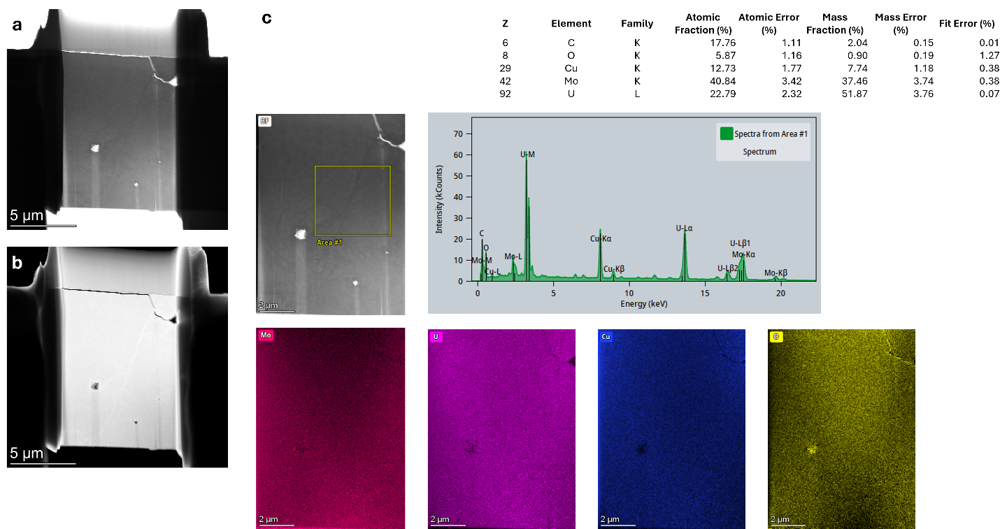 a
5 µm
b
5 µm
c
Z Element Family Atomic Fraction (%) Atomic Error (%) Mass Fraction (%) Mass Error (%) Fit Error (%)
6 C K 17.76 1.11 2.04 0.15 0.01
8 O K 5.87 1.16 0.90 0.19 1.27
29 Cu K 12.73 1.77 7.74 1.18 0.38
42 Mo K 40.84 3.42 37.46 3.74 0.38
92 U L 22.79 2.32 51.87 3.76 0.07
BF
Area #1
2 µm
Spectra from Area #1
Spectrum
Intensity (kCounts)
70
60
50
40
30
20
10
0
C
O
Mo-M
Cu-L
Mo-L
U-M
Cu-Kα
Cu-Kβ
U-Lα
U-Lβ2
U-Lβ1
Mo-Kα
Mo-Kβ
0 5 10 15 20
Energy (keV)
Mo
2 µm
U
2 µm
Cu
2 µm
O
2 µm